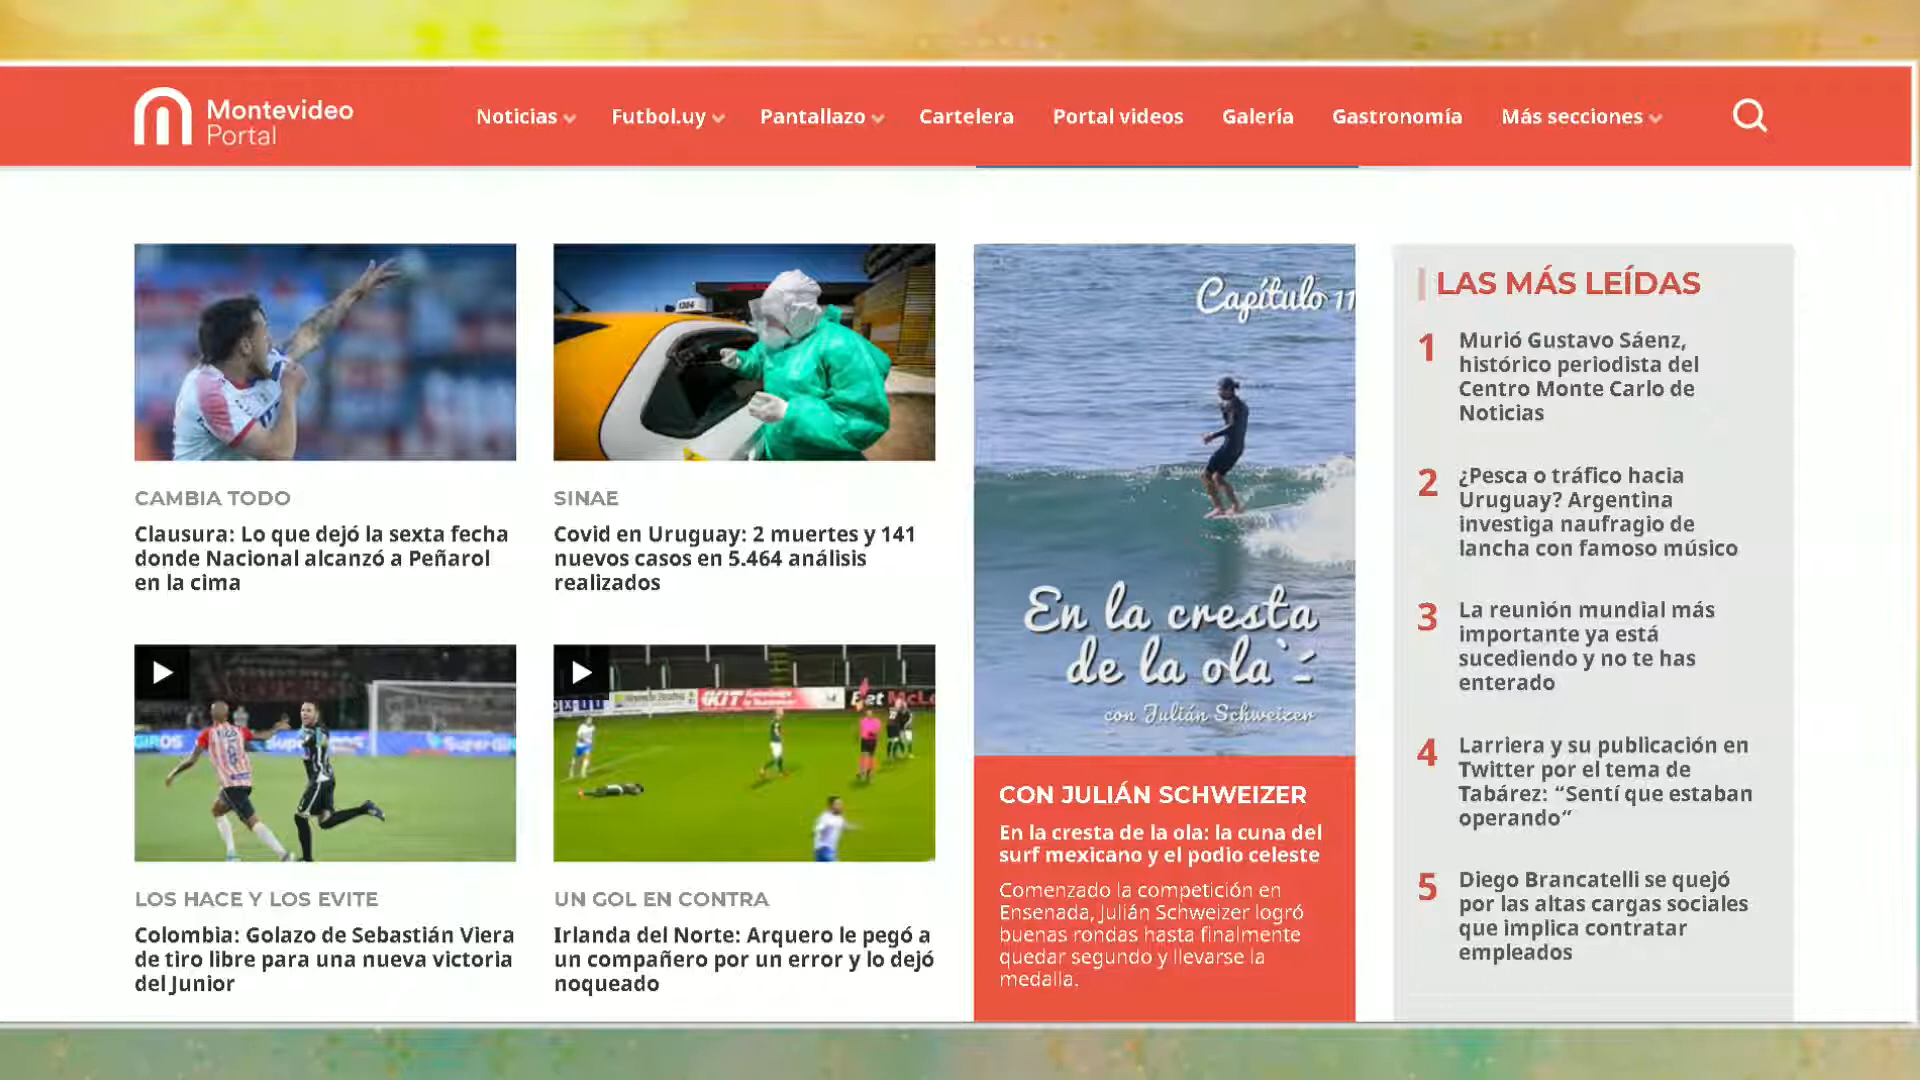 Montevideo
Portal
Noticias
Futbol.uy
Pantallazo
Cartelera
Portal videos
Galería
Gastronomía
Más secciones
1304
CAMBIA TODO
Clausura: Lo que dejó la sexta fecha
donde Nacional alcanzó a Peñarol
en la cima
SINAE
Covid en Uruguay: 2 muertes y 141
nuevos casos en 5.464 análisis
realizados
GIROS
SuperGIROS
SuperGIR
LOS HACE Y LOS EVITE
Colombia: Golazo de Sebastián Viera
de tiro libre para una nueva victoria
del Junior
KIT
UN GOL EN CONTRA
Irlanda del Norte: Arquero le pegó a
un compañero por un error y lo dejó
noqueado
Capítulo 11
En la cresta
de la ola
con Julián Schweizer
CON JULIÁN SCHWEIZER
En la cresta de la ola: la cuna del
surf mexicano y el podio celeste
Comenzado la competición en
Ensenada, Julián Schweizer logró
buenas rondas hasta finalmente
quedar segundo y llevarse la
medalla.
LAS MÁS LEÍDAS
1
Murió Gustavo Sáenz,
histórico periodista del
Centro Monte Carlo de
Noticias
2
¿Pesca o tráfico hacia
Uruguay? Argentina
investiga naufragio de
lancha con famoso músico
3
La reunión mundial más
importante ya está
sucediendo y no te has
enterado
4
Larriera y su publicación en
Twitter por el tema de
Tabárez: “Sentí que estaban
operando”
5
Diego Brancatelli se quejó
por las altas cargas sociales
que implica contratar
empleados